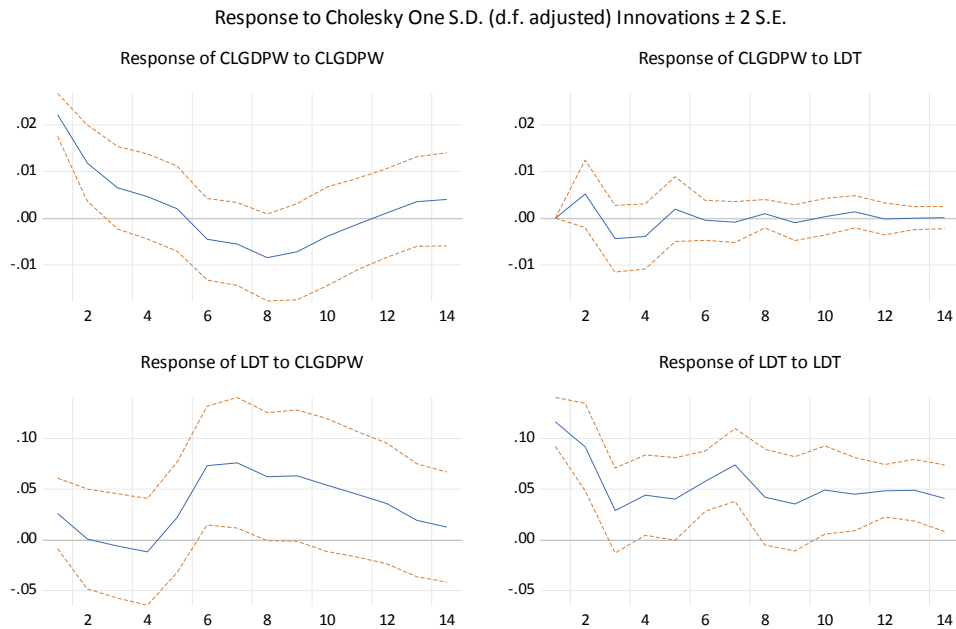 Response to Cholesky One S.D. (d.f. adjusted) Innovations ± 2 S.E.
Response of CLGDPW to CLGDPW
.02
.01
.00
-.01
2 4 6 8 10 12 14
Response of CLGDPW to LDT
.02
.01
.00
-.01
2 4 6 8 10 12 14
Response of LDT to CLGDPW
.10
.05
.00
-.05
2 4 6 8 10 12 14
Response of LDT to LDT
.10
.05
.00
-.05
2 4 6 8 10 12 14